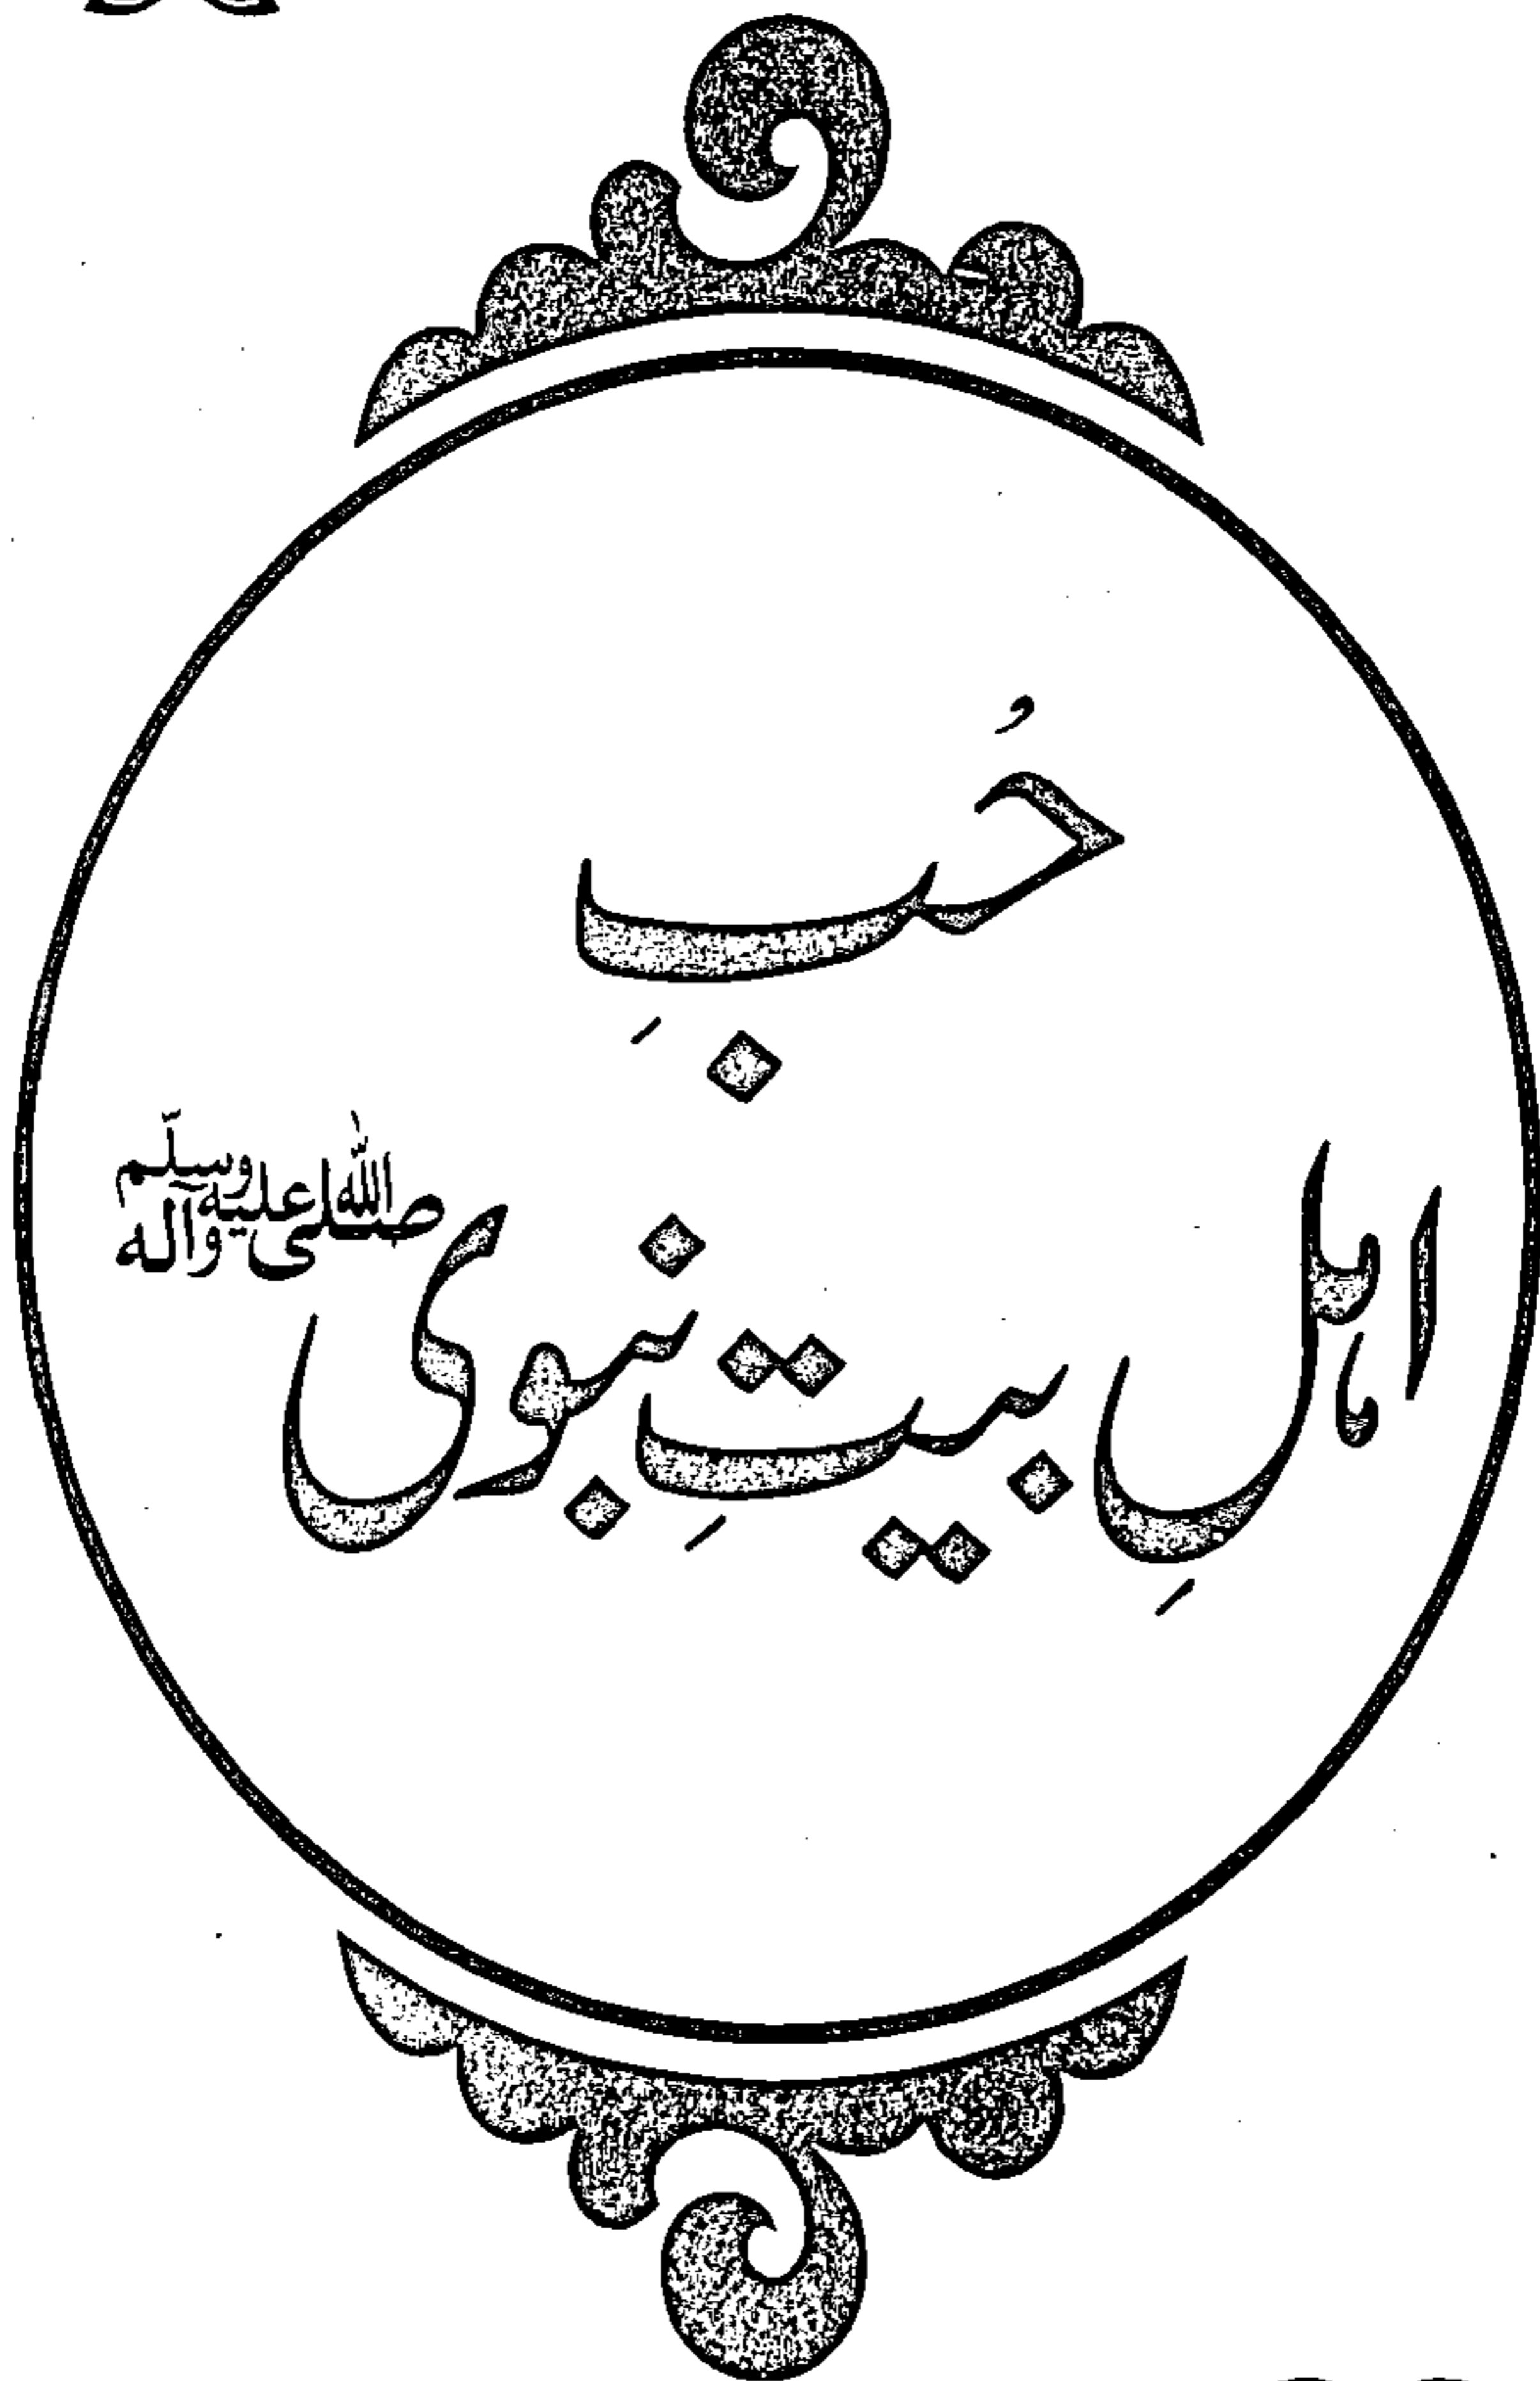 حُبِ
اہلِ بیتِ نبوی صلی اللہ علیہ وآلہ وسلم